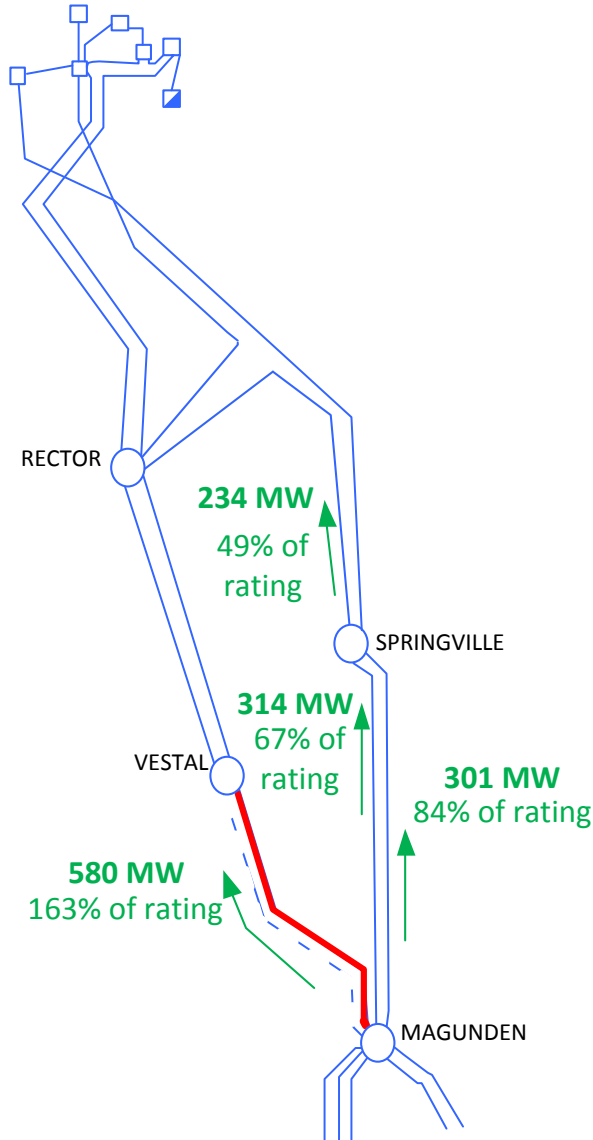 RECTOR
234 MW
49% of
rating
SPRINGVILLE
314 MW
67% of
rating
VESTAL
301 MW
84% of rating
580 MW
163% of rating
MAGUNDEN